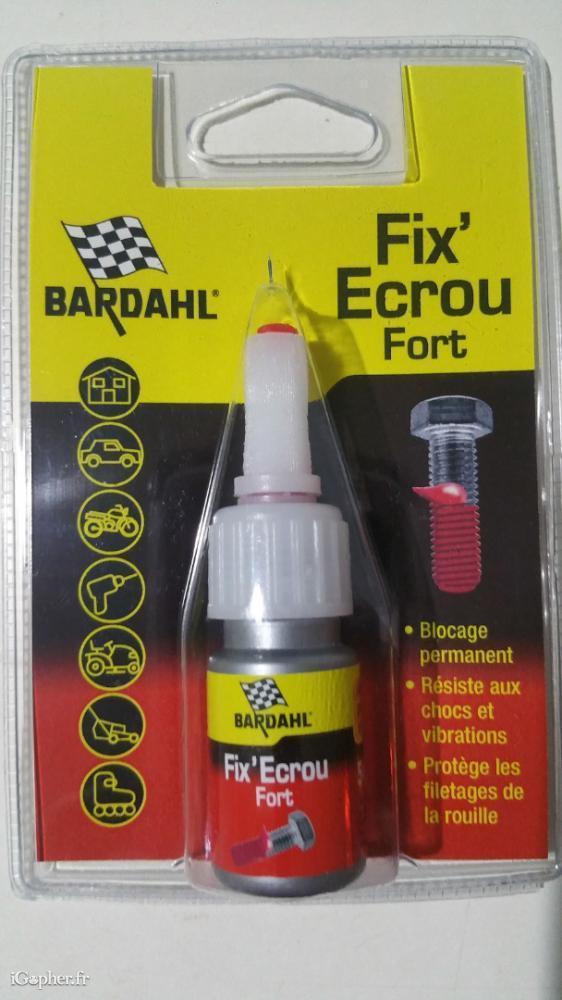 BARDAHL®
Fix'
Ecrou
Fort
• Blocage
permanent
• Résiste aux
chocs et
vibrations
• Protège les
filetages de
la rouille
BARDAHL
Fix'Ecrou
Fort
iGopher.fr